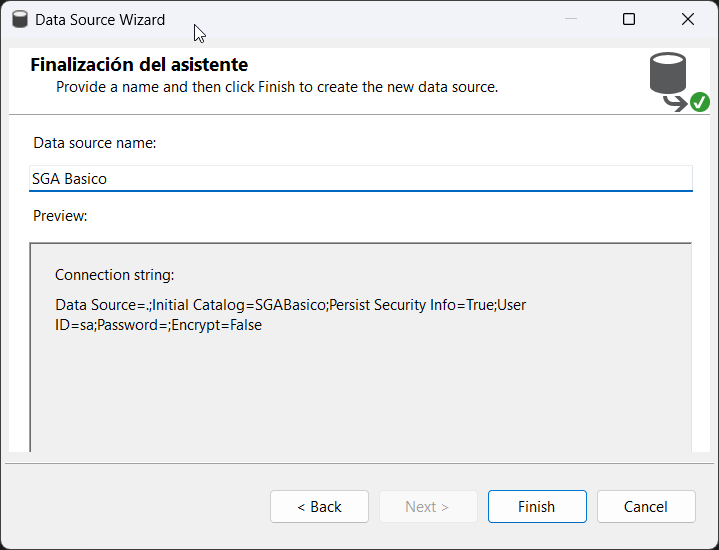 Data Source Wizard
Finalización del asistente
Provide a name and then click Finish to create the new data source.
Data source name:
SGA Basico
Preview:
Connection string:
Data Source=.;Initial Catalog=SGABasico;Persist Security Info=True;User
ID=sa;Password=;Encrypt=False
< Back
Next >
Finish
Cancel